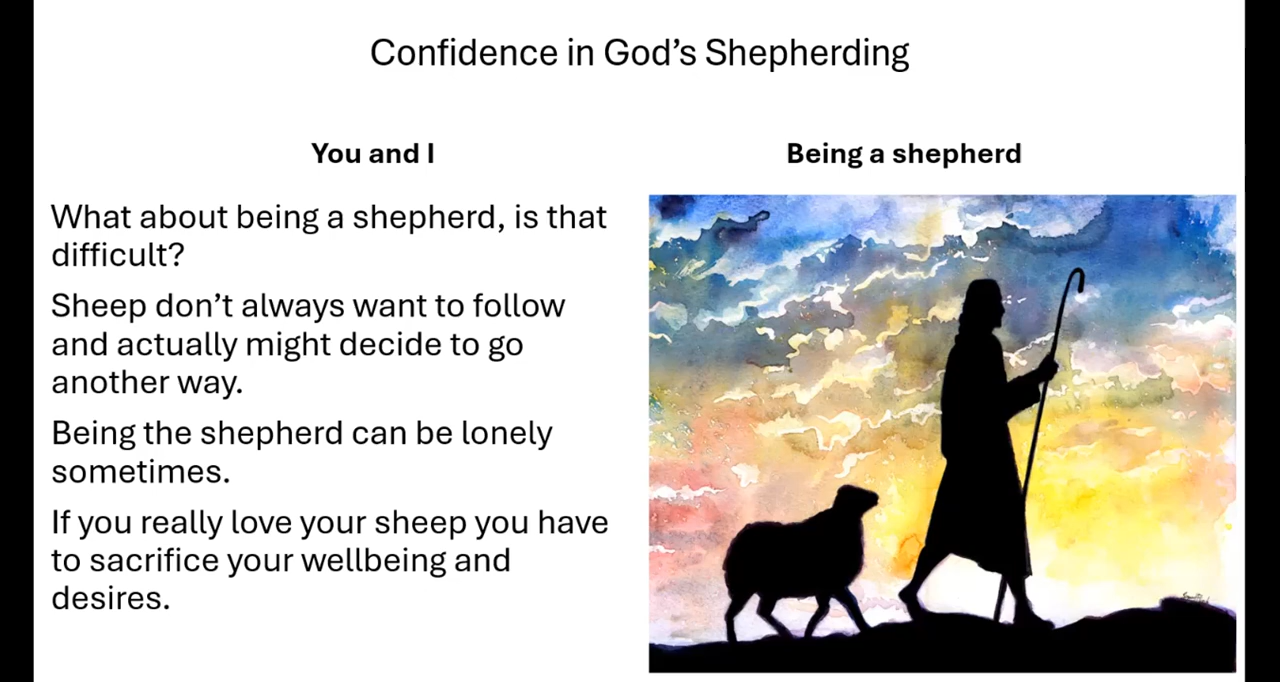 Confidence in God’s Shepherding
You and I
What about being a shepherd, is that
difficult?
Sheep don’t always want to follow
and actually might decide to go
another way.
Being the shepherd can be lonely
sometimes.
If you really love your sheep you have
to sacrifice your wellbeing and
desires.
Being a shepherd